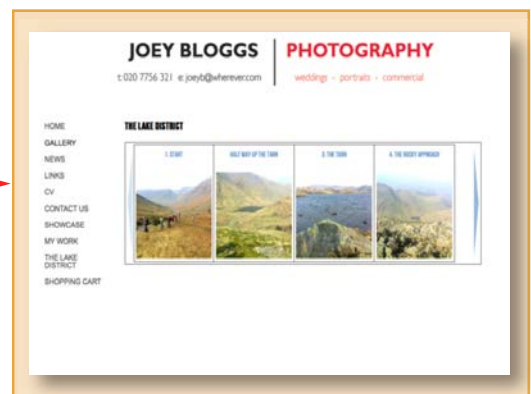 JOEY BLOGGS PHOTOGRAPHY
t: 020 7756 321 e: joeyb@wherever.com weddings - portraits - commercial
HOME
GALLERY
NEWS
LINKS
CV
CONTACT US
SHOWCASE
MY WORK
THE LAKE
DISTRICT
SHOPPING CART
THE LAKE DISTRICT
1. START
HALF WAY UP THE TARN
3. THE TARN
4. THE ROCKY APPROACH